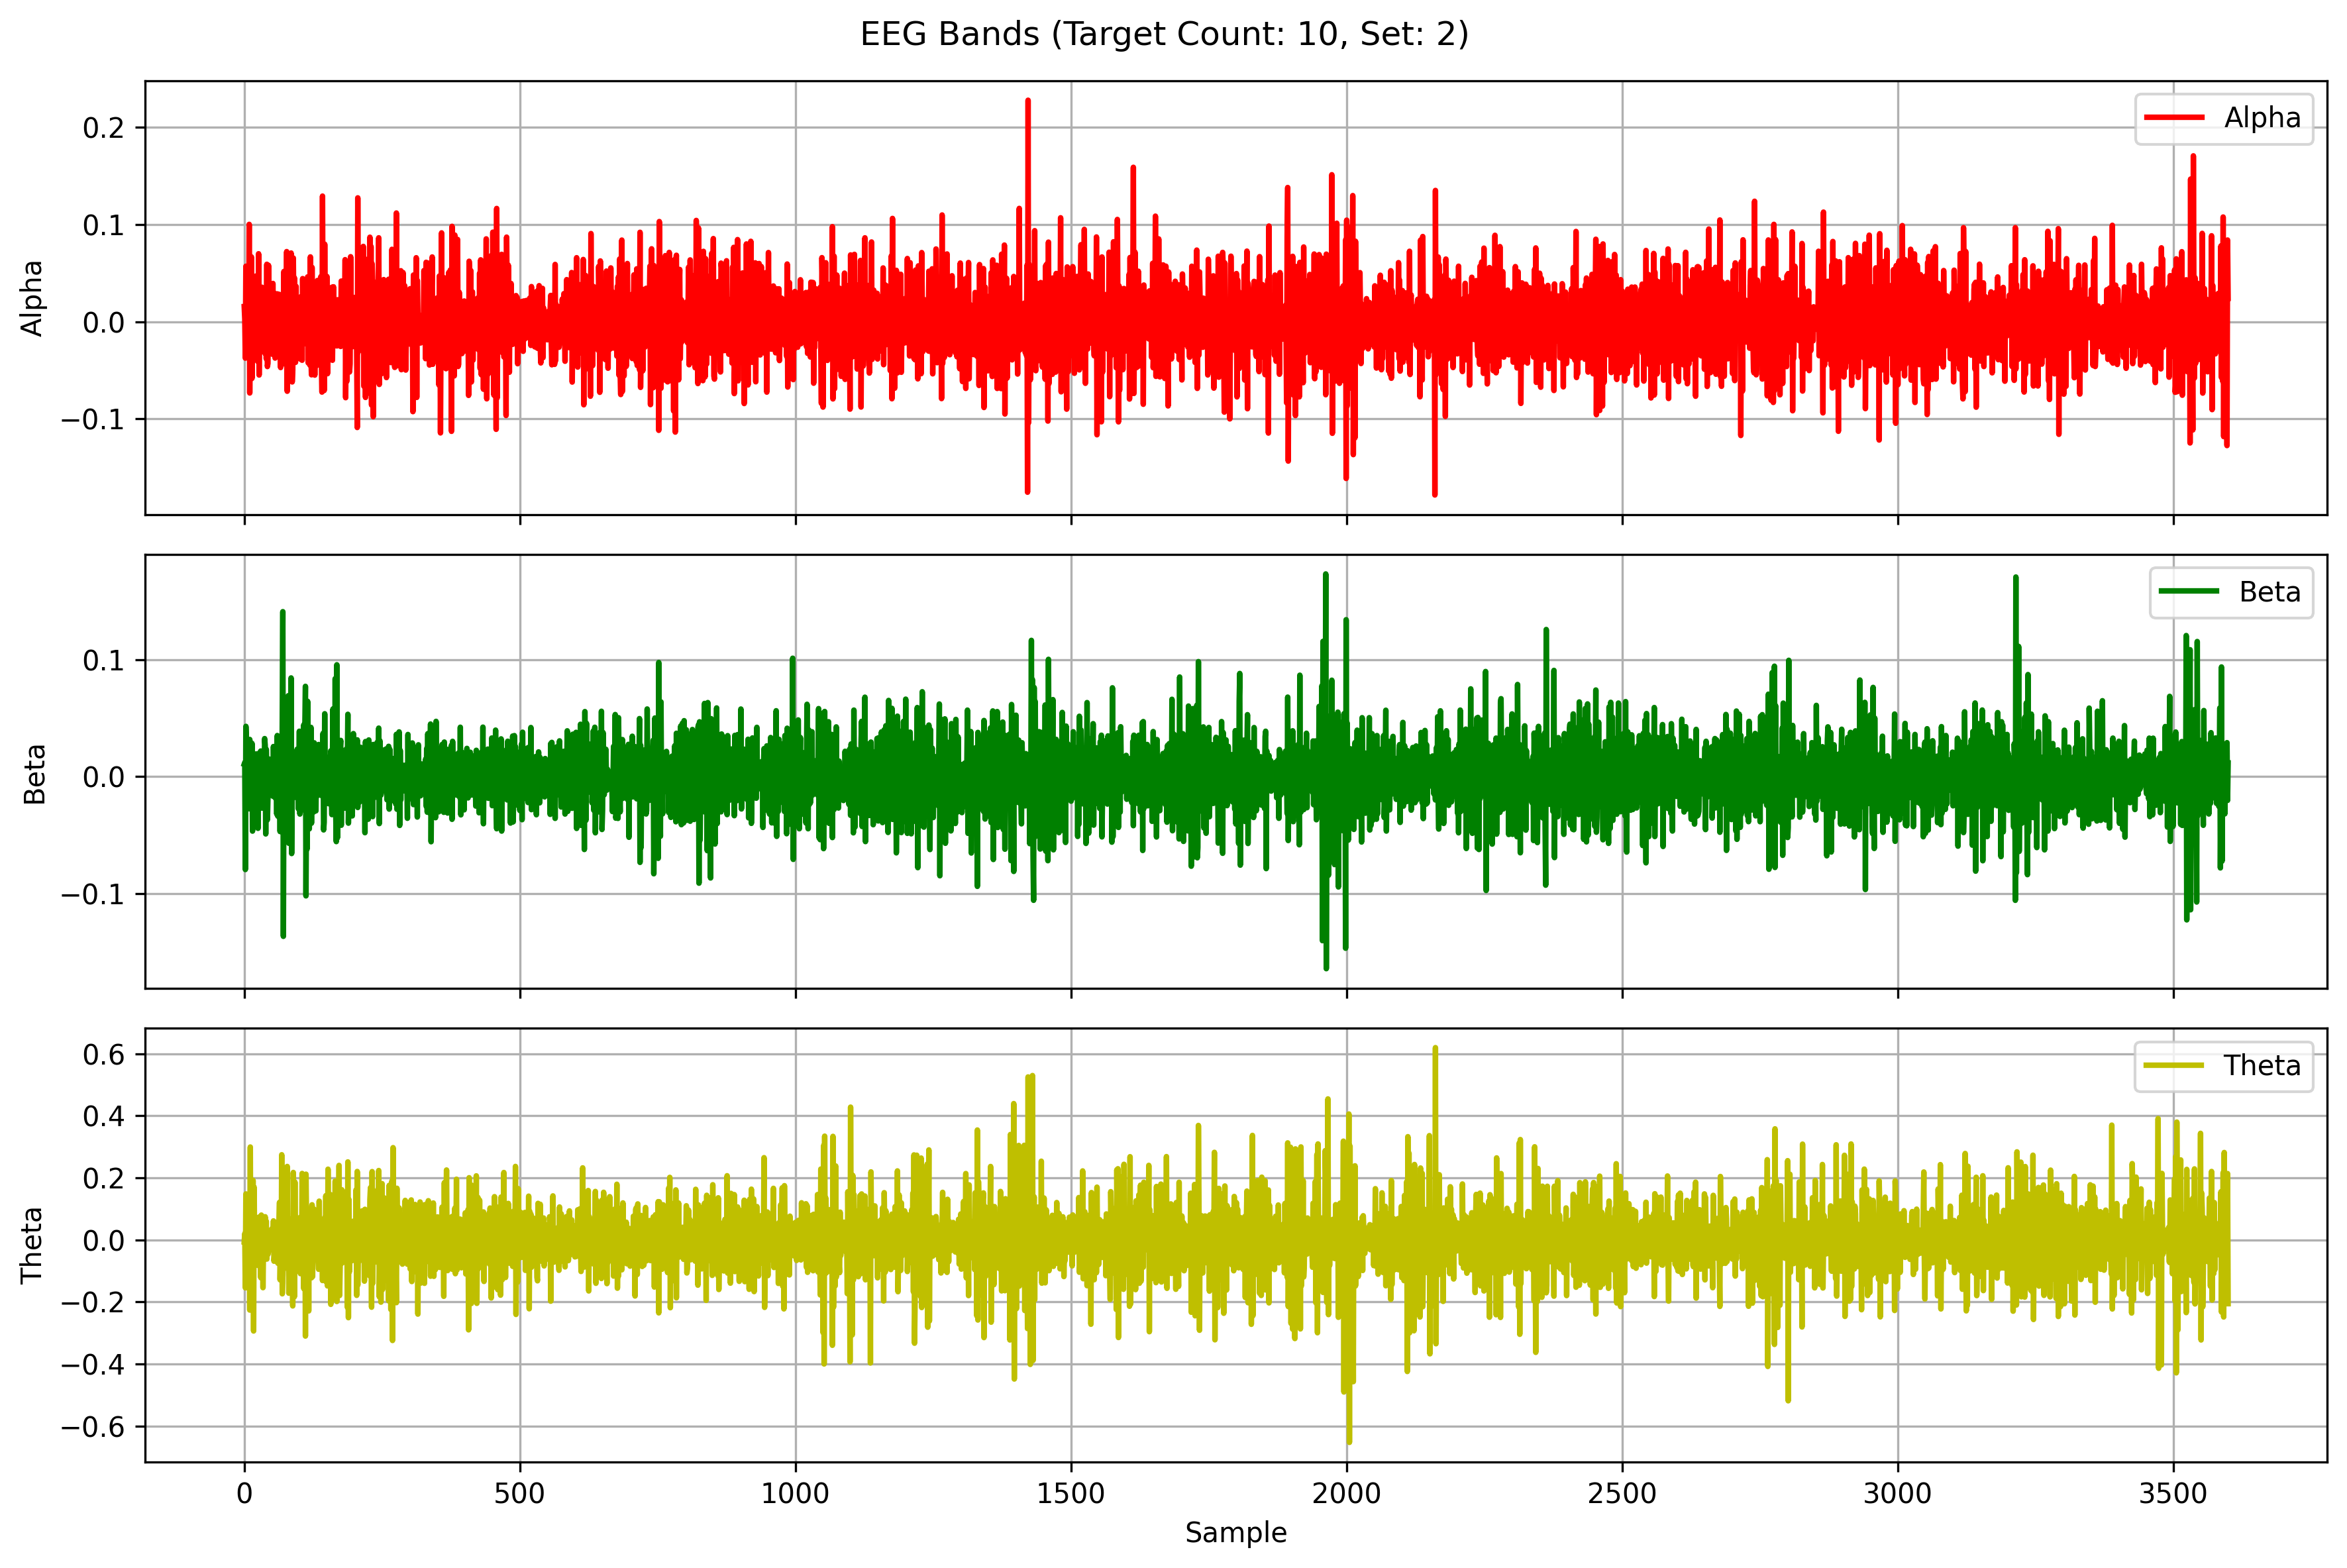 EEG Bands (Target Count: 10, Set: 2)
Alpha
0.2
0.1
0.0
−0.1
Alpha
Beta
0.1
0.0
−0.1
Beta
Theta
0.6
0.4
0.2
0.0
−0.2
−0.4
−0.6
Theta
0 500 1000 1500 2000 2500 3000 3500
Sample